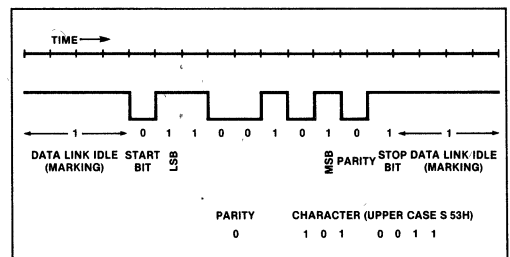 TIME
1 0 1 1 0 0 1 0 1 0 1 1
DATA LINK IDLE START LSB MSB PARITY STOP DATA LINK IDLE
(MARKING) BIT BIT (MARKING)
PARITY CHARACTER (UPPER CASE S 53H)
0 1 0 1 0 0 1 1